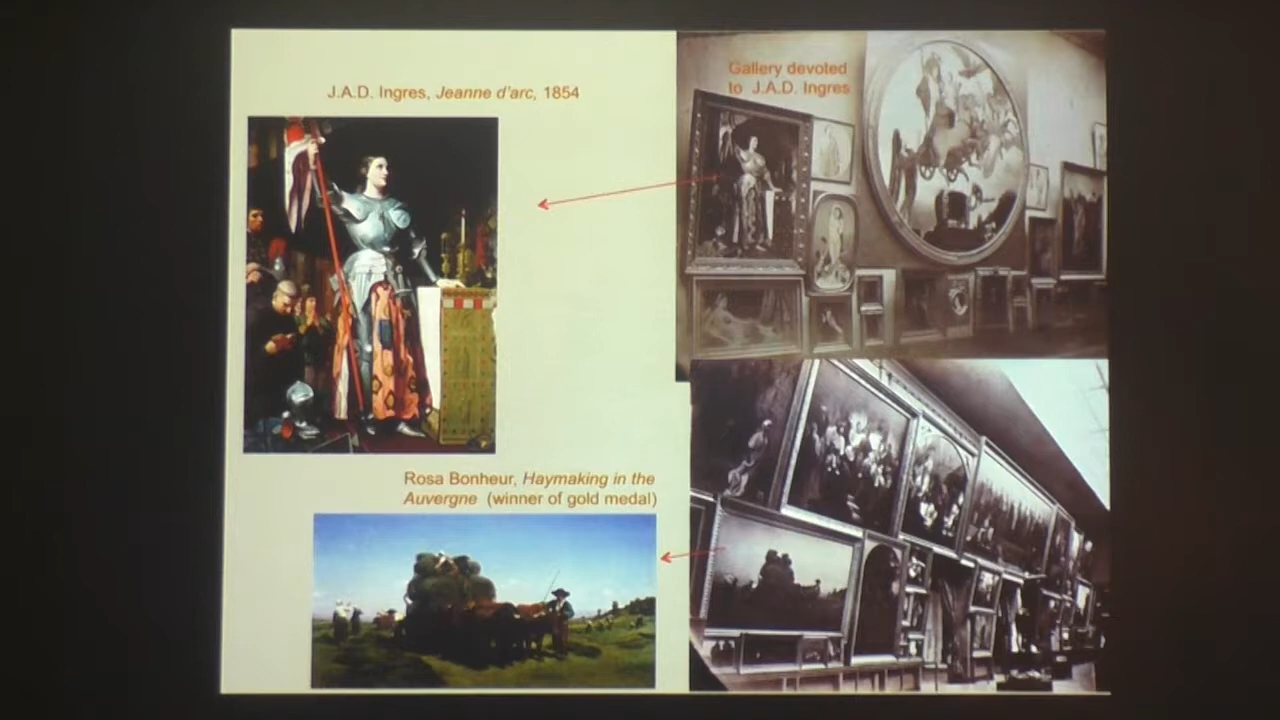 J.A.D. Ingres, Jeanne d'arc, 1854
Gallery devoted
to J.A.D. Ingres
Rosa Bonheur, Haymaking in the
Auvergne (winner of gold medal)